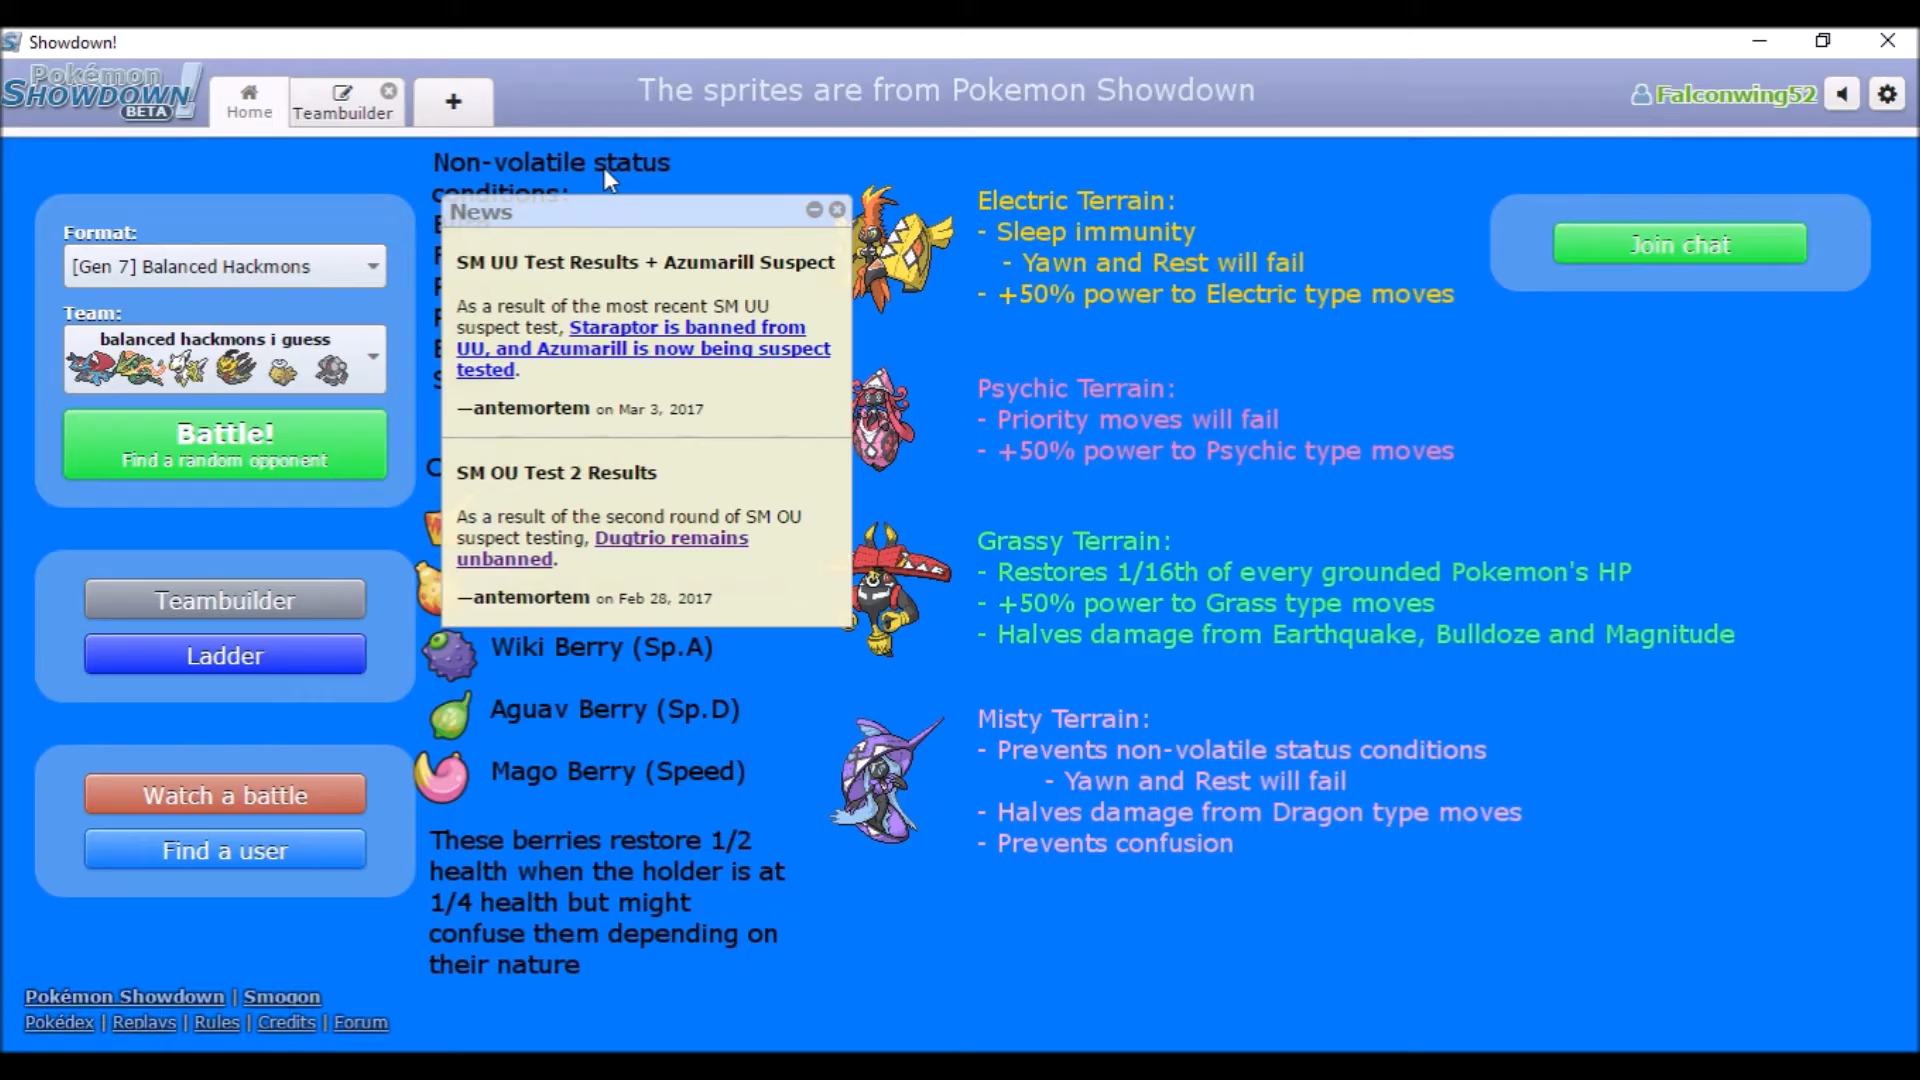 Showdown!
Pokémon
SHOWDOWN!
BETA
Home
Teambuilder
+
The sprites are from Pokemon Showdown
Falconwing52
Format:
[Gen 7] Balanced Hackmons
Team:
balanced hackmons i guess
Battle!
Find a random opponent
Teambuilder
Ladder
Watch a battle
Find a user
Pokémon Showdown | Smogon
Pokédex | Replays | Rules | Credits | Forum
Non-volatile status
conditions:
News
SM UU Test Results + Azumarill Suspect
As a result of the most recent SM UU
suspect test, Staraptor is banned from
UU, and Azumarill is now being suspect
tested.
—antemortem on Mar 3, 2017
SM OU Test 2 Results
As a result of the second round of SM OU
suspect testing, Dugtrio remains
unbanned.
—antemortem on Feb 28, 2017
Wiki Berry (Sp.A)
Aguav Berry (Sp.D)
Mago Berry (Speed)
These berries restore 1/2
health when the holder is at
1/4 health but might
confuse them depending on
their nature
Electric Terrain:
- Sleep immunity
- Yawn and Rest will fail
- +50% power to Electric type moves
Psychic Terrain:
- Priority moves will fail
- +50% power to Psychic type moves
Grassy Terrain:
- Restores 1/16th of every grounded Pokemon's HP
- +50% power to Grass type moves
- Halves damage from Earthquake, Bulldoze and Magnitude
Misty Terrain:
- Prevents non-volatile status conditions
- Yawn and Rest will fail
- Halves damage from Dragon type moves
- Prevents confusion
Join chat